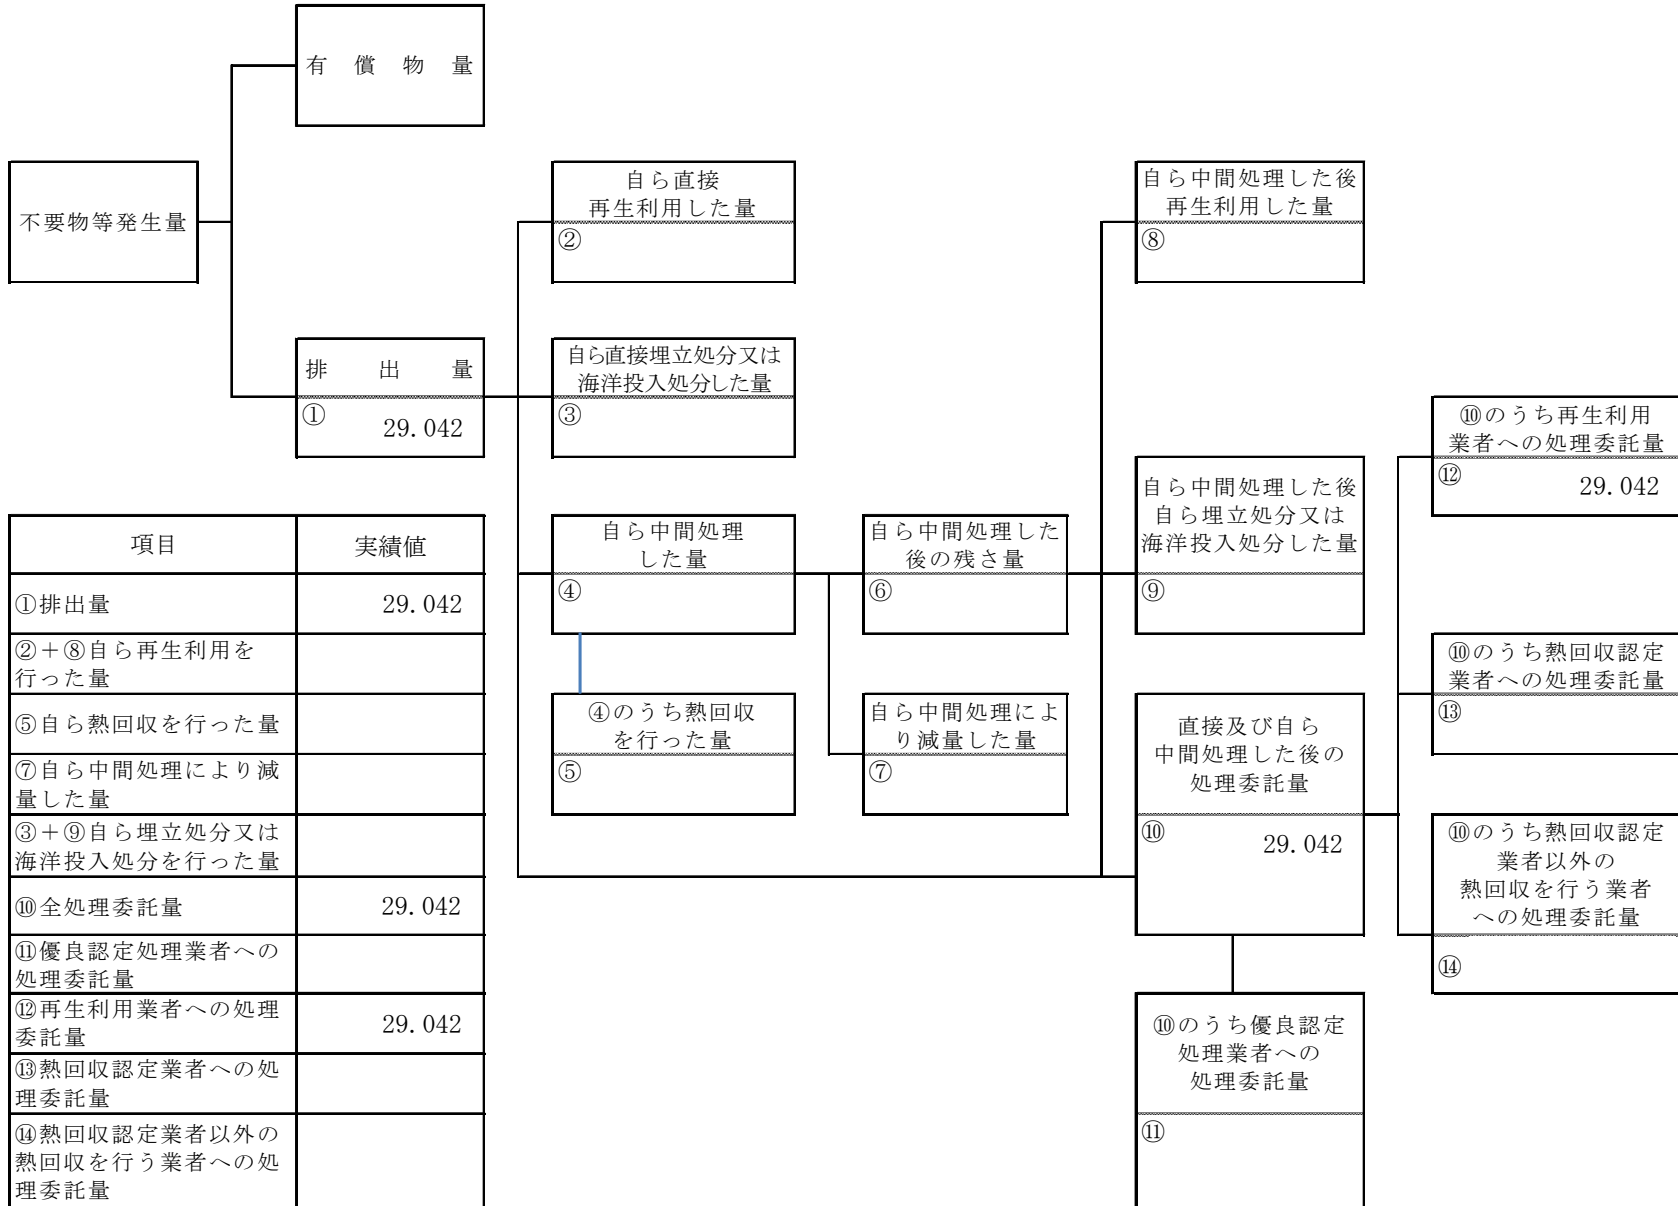 有償物量
不要物等発生量
排出量
①
29.042
自ら直接
再生利用した量
②
自ら直接埋立処分又は
海洋投入処分した量
③
自ら中間処理
した量
④
④のうち熱回収
を行った量
⑤
自ら中間処理した
後の残さ量
⑥
自ら中間処理によ
り減量した量
⑦
自ら中間処理した後
再生利用した量
⑧
自ら中間処理した後
自ら埋立処分又は
海洋投入処分した量
⑨
直接及び自ら
中間処理した後の
処理委託量
⑩
29.042
⑩のうち優良認定
処理業者への
処理委託量
⑪
⑩のうち再生利用
業者への処理委託量
⑫
29.042
⑩のうち熱回収認定
業者への処理委託量
⑬
⑩のうち熱回収認定
業者以外の
熱回収を行う業者
への処理委託量
⑭
項目 実績値
①排出量 29.042
②+⑧自ら再生利用を
行った量
⑤自ら熱回収を行った量
⑦自ら中間処理により減
量した量
③+⑨自ら埋立処分又は
海洋投入処分を行った量
⑩全処理委託量 29.042
⑪優良認定処理業者への
処理委託量
⑫再生利用業者への処理
委託量 29.042
⑬熱回収認定業者への処
理委託量
⑭熱回収認定業者以外の
熱回収を行う業者への処
理委託量